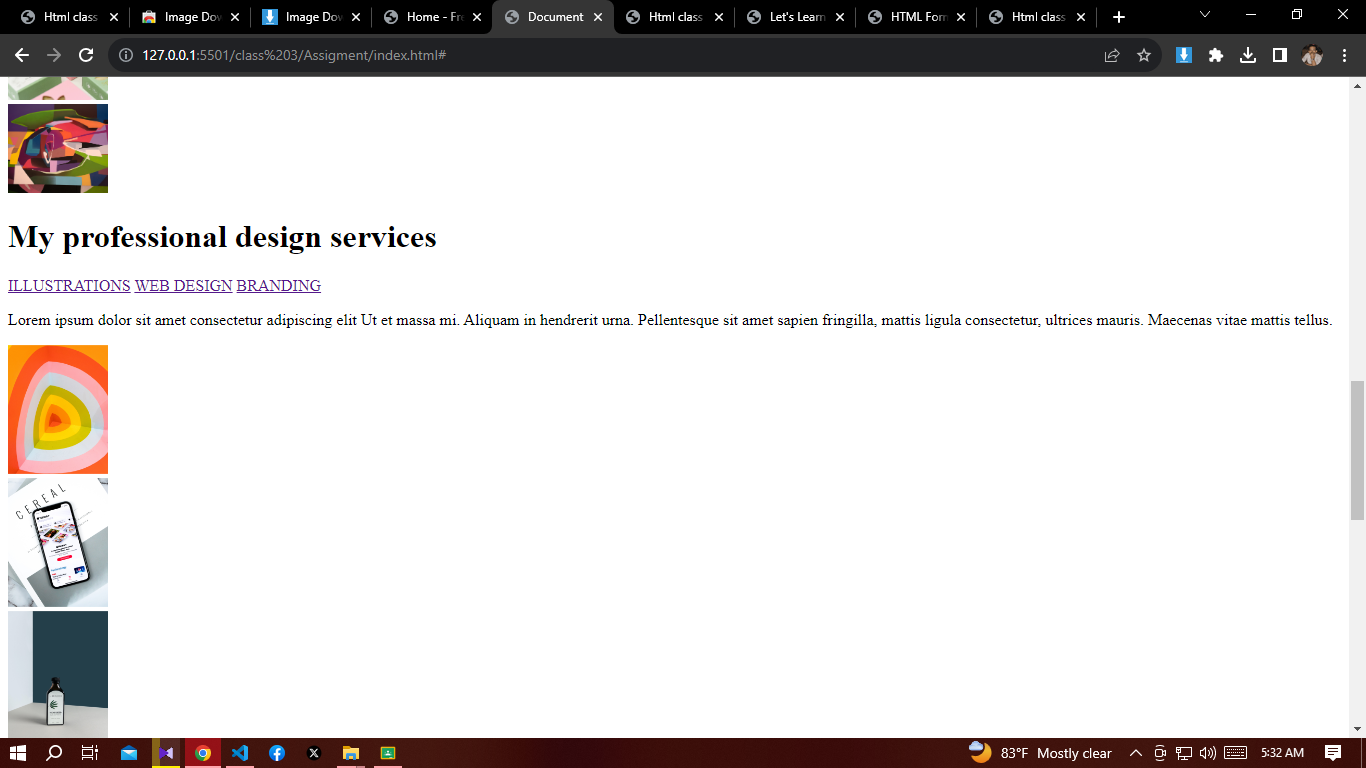 Html class
Image Dov
Image Dov
Home - Fre
Document
Html class
Let's Learn
HTML Forn
Html class
127.0.0.1:5501/class%203/Assigment/index.html#
My professional design services
ILLUSTRATIONS WEB DESIGN BRANDING
Lorem ipsum dolor sit amet consectetur adipiscing elit Ut et massa mi. Aliquam in hendrerit urna. Pellentesque sit amet sapien fringilla, mattis ligula consectetur, ultrices mauris. Maecenas vitae mattis tellus.
CEREAL
83°F Mostly clear
5:32 AM